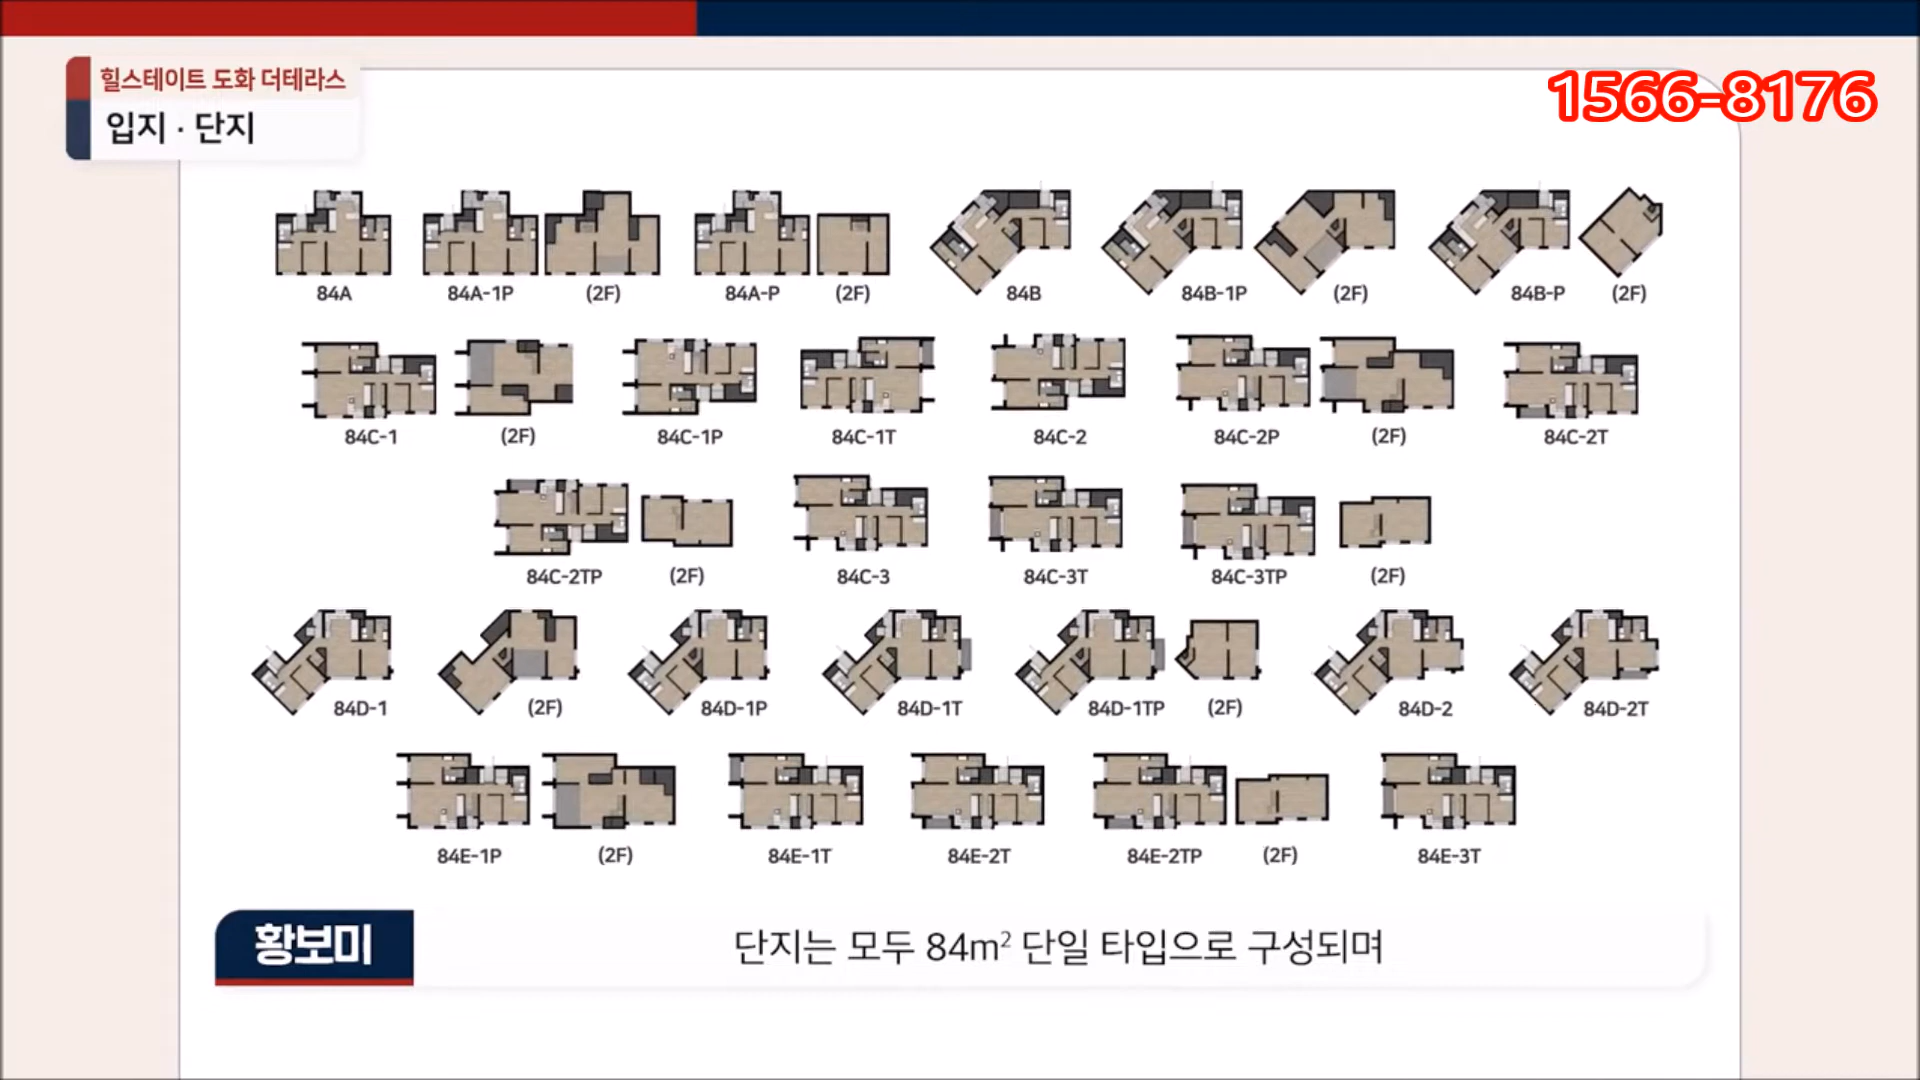 힐스테이트 도화 더테라스
입지 · 단지
1566-8176
84A 84A-1P (2F) 84A-P (2F) 84B 84B-1P (2F) 84B-P (2F)
84C-1 (2F) 84C-1P 84C-1T 84C-2 84C-2P (2F) 84C-2T
84C-2TP (2F) 84C-3 84C-3T 84C-3TP (2F)
84D-1 (2F) 84D-1P 84D-1T 84D-1TP (2F) 84D-2 84D-2T
84E-1P (2F) 84E-1T 84E-2T 84E-2TP (2F) 84E-3T
황보미
단지는 모두 84m² 단일 타입으로 구성되며